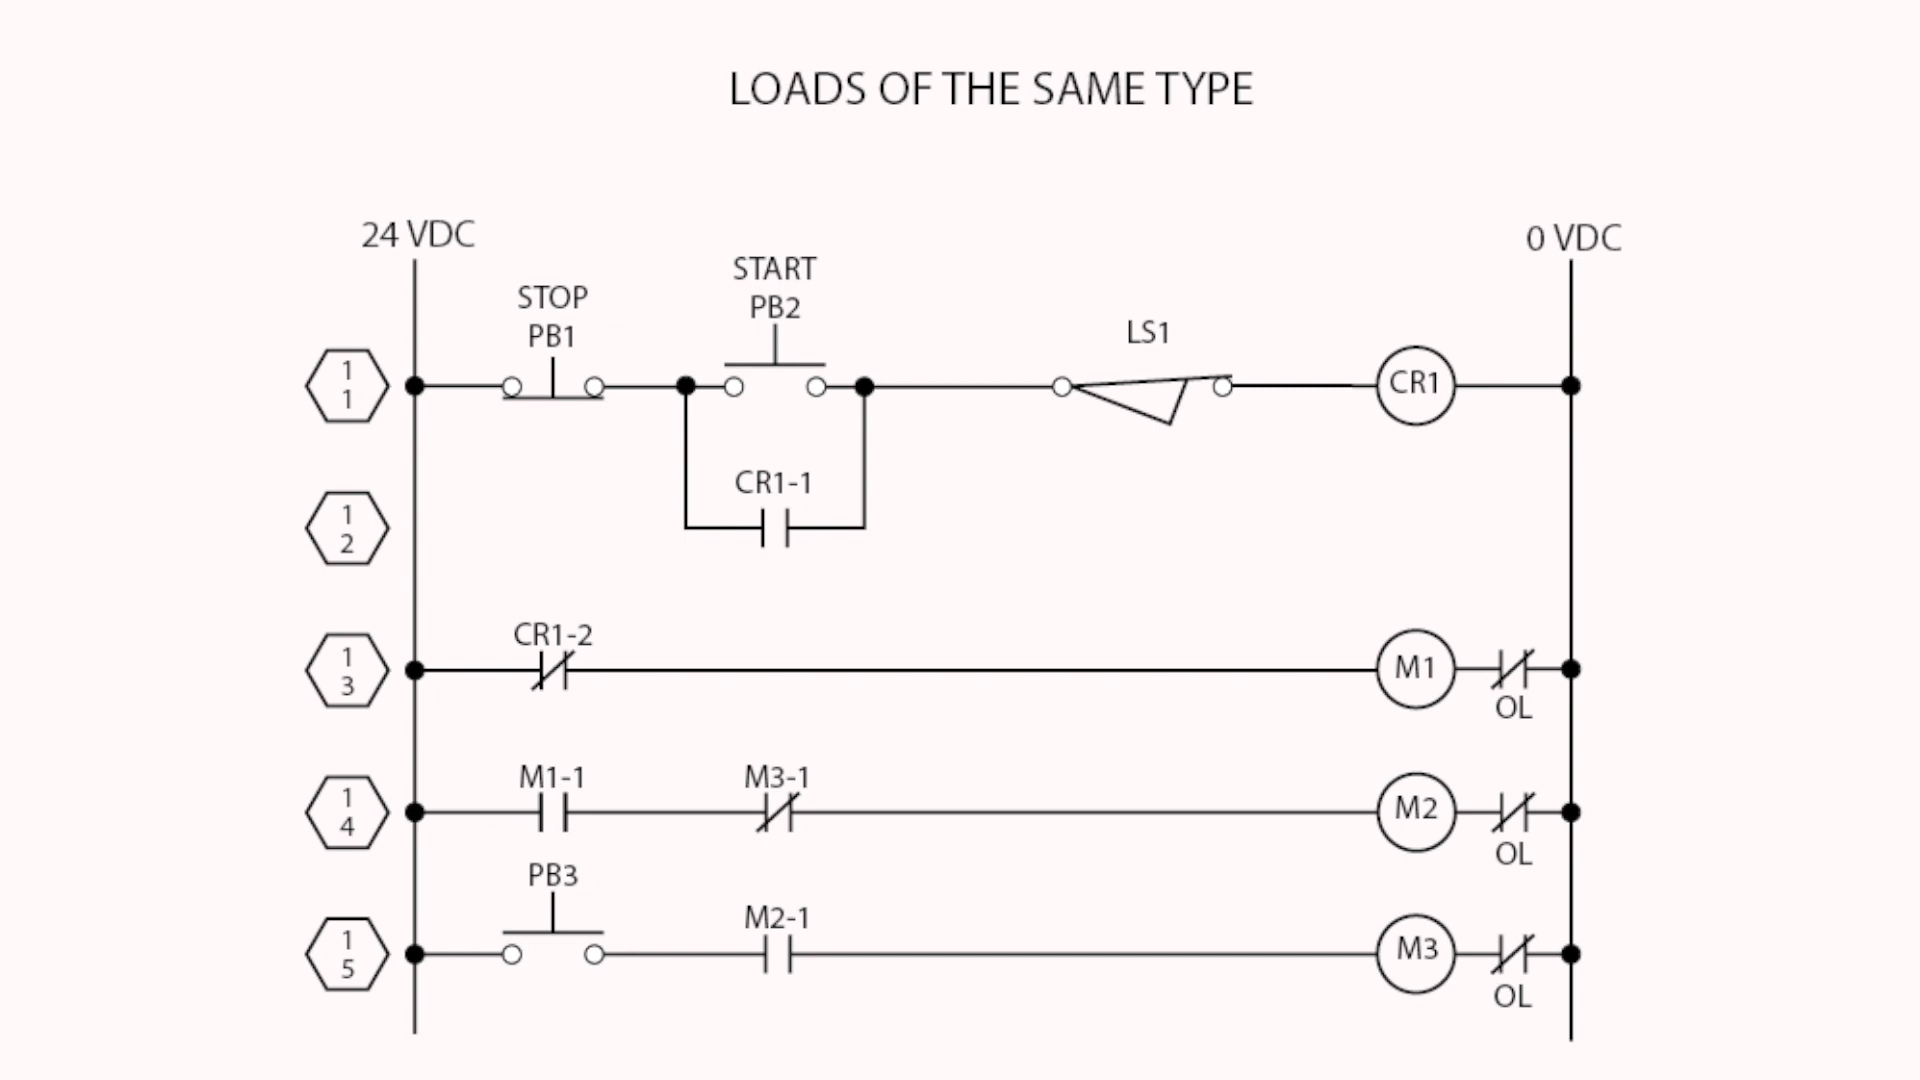 LOADS OF THE SAME TYPE
24 VDC
0 VDC
STOP
PB1
START
PB2
LS1
1
1
CR1
CR1-1
1
2
CR1-2
1
3
M1
OL
M1-1
M3-1
1
4
M2
OL
PB3
M2-1
1
5
M3
OL